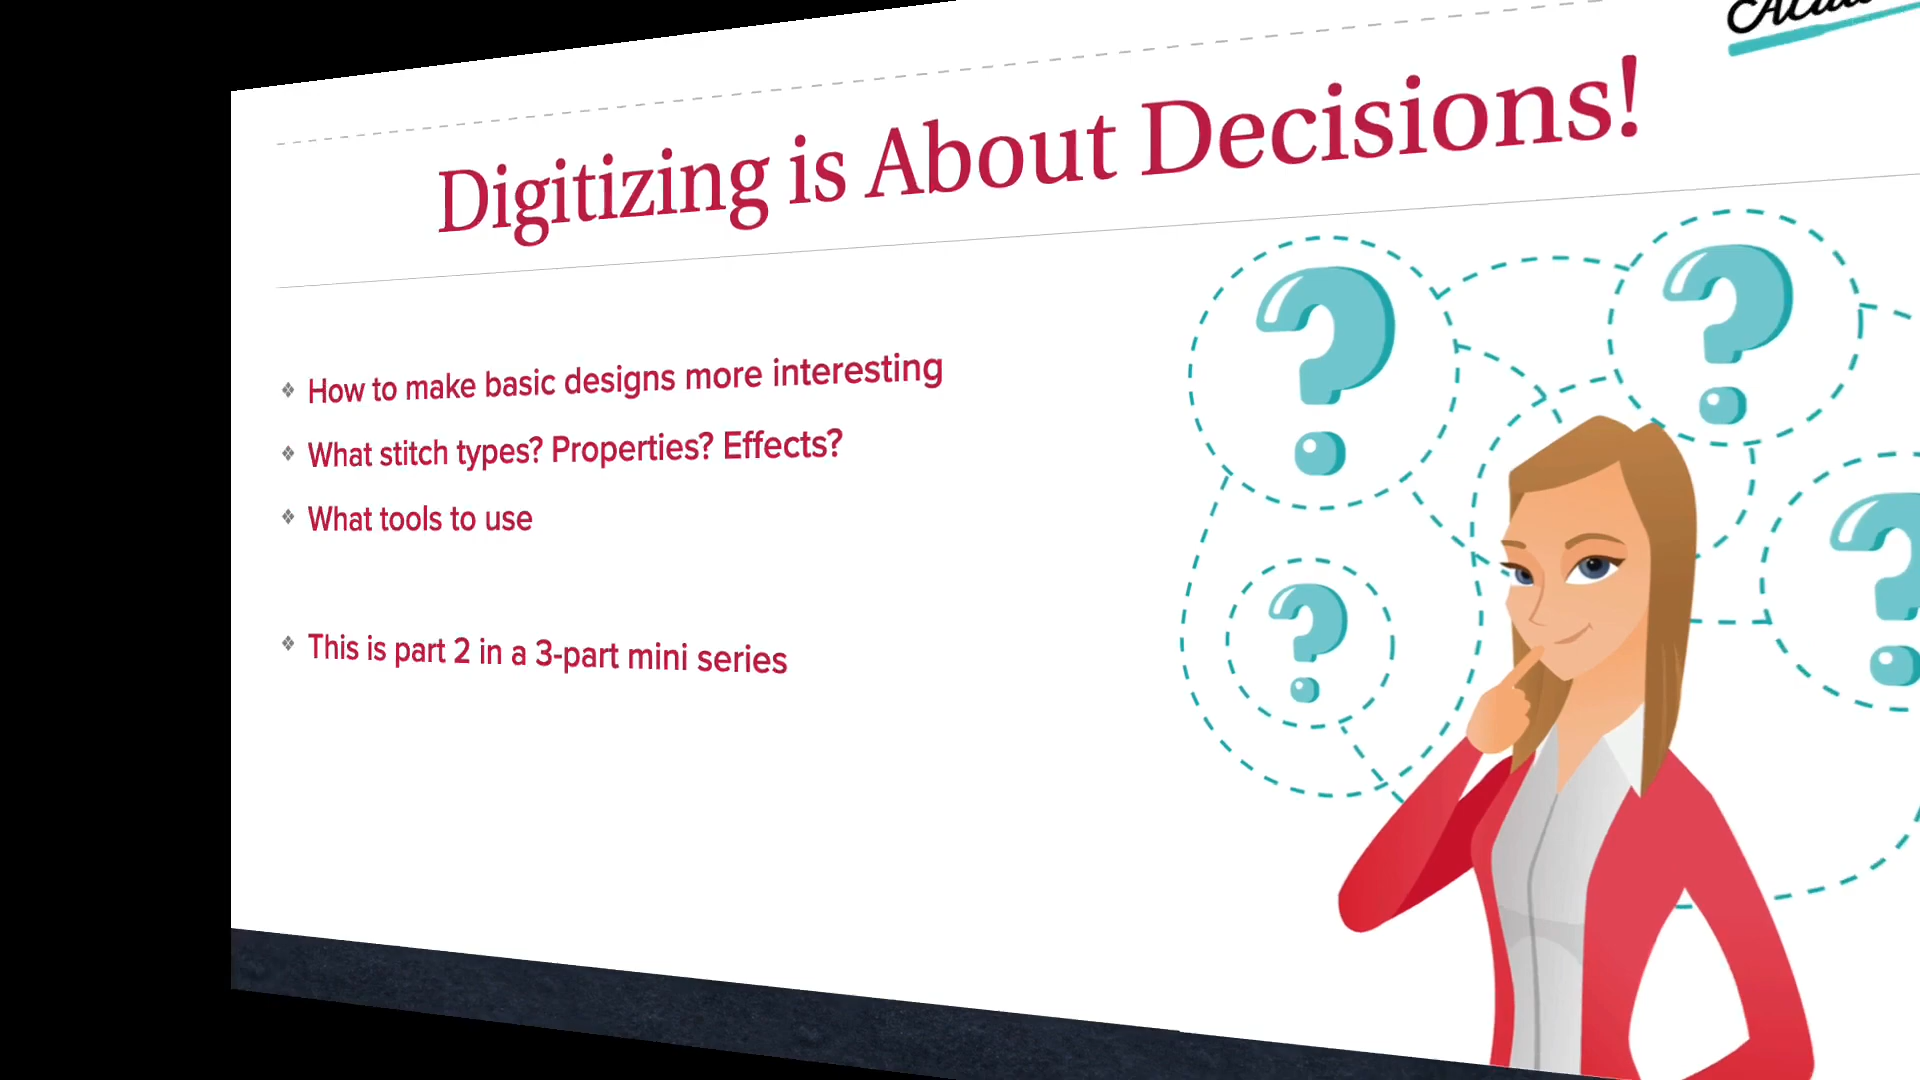 Digitizing is About Decisions!
How to make basic designs more interesting
What stitch types? Properties? Effects?
What tools to use
This is part 2 in a 3-part mini series